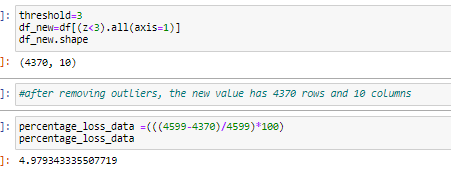 ]: threshold=3
df_new=df[(z<3).all(axis=1)]
df_new.shape
]: (4370, 10)
]: #after removing outliers, the new value has 4370 rows and 10 columns
]: percentage_loss_data =(((4599-4370)/4599)*100)
percentage_loss_data
]: 4.979343335507719